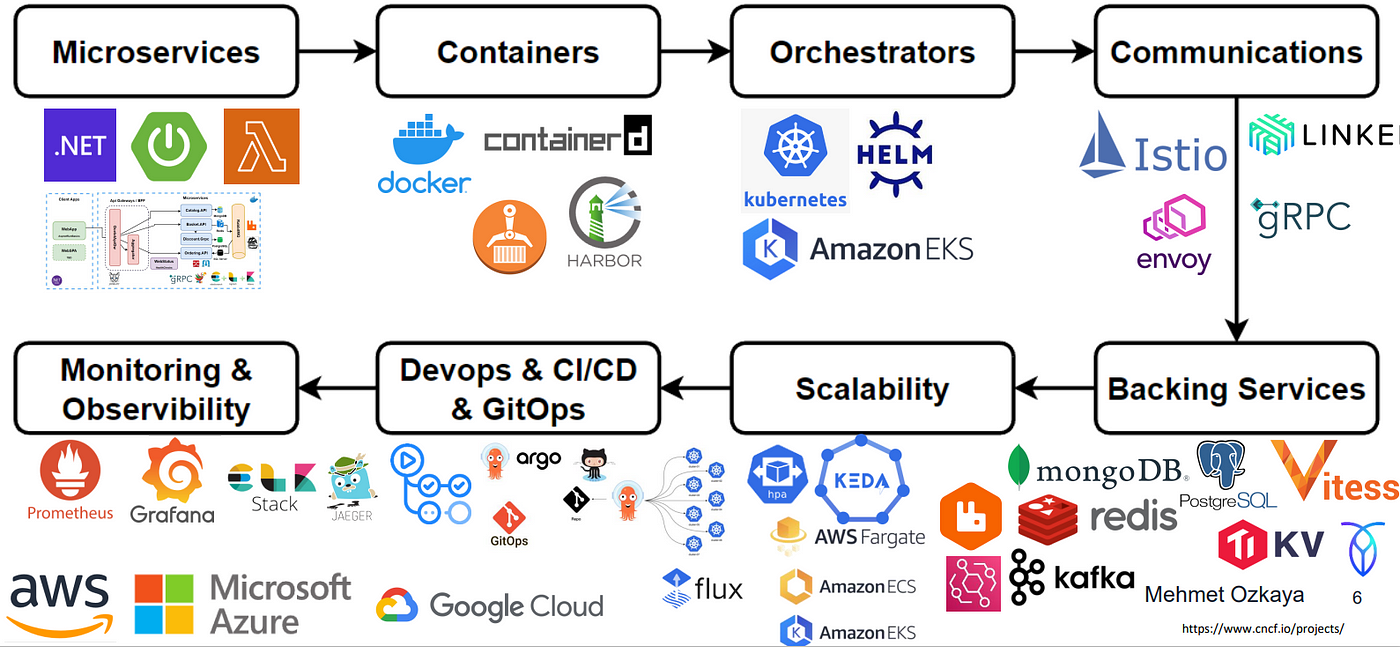 Microservices
Containers
Orchestrators
Communications
.NET
docker
containerd
HARBOR
kubernetes
HELM
Amazon EKS
Istio
LINKE
envoy
gRPC
Client Apps
Api Gateways / BFF
Microservices
WebApp
Catalog.API
Basket.API
Discount.Grpc
Ordering.API
gRPC
Monitoring &
Observibility
Devops & CI/CD
& GitOps
Scalability
Backing Services
Prometheus
Grafana
Stack
JAEGER
argo
GitOps
Repo
hpa
KEDA
AWS Fargate
Amazon ECS
Amazon EKS
flux
mongoDB®
PostgreSQL
Vitess
redis
TI KV
kafka
aws
Microsoft
Azure
Google Cloud
Mehmet Ozkaya
6
https://www.cncf.io/projects/